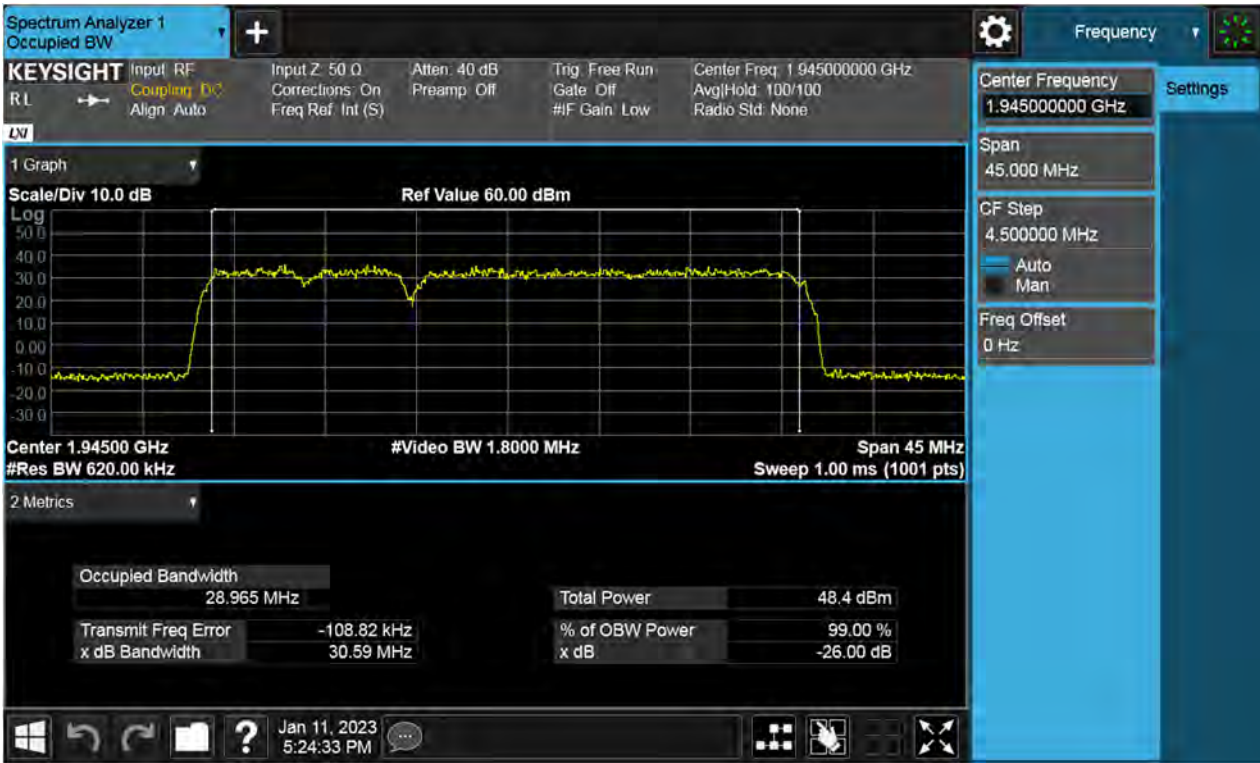 Spectrum Analyzer 1
Occupied BW
+
Frequency
KEYSIGHT
RL
LXI
Input: RF
Coupling: DC
Align: Auto
Input Z: 50 Ω
Corrections: On
Freq Ref: Int (S)
Atten: 40 dB
Preamp: Off
Trig: Free Run
Gate: Off
#IF Gain: Low
Center Freq: 1.945000000 GHz
Avg|Hold: 100/100
Radio Std: None
Center Frequency
1.945000000 GHz
Settings
Span
45.000 MHz
CF Step
4.500000 MHz
Auto
Man
Freq Offset
0 Hz
1 Graph
Scale/Div 10.0 dB
Ref Value 60.00 dBm
Log
50.0
40.0
30.0
20.0
10.0
0.00
-10.0
-20.0
-30.0
Center 1.94500 GHz
#Video BW 1.8000 MHz
Span 45 MHz
#Res BW 620.00 kHz
Sweep 1.00 ms (1001 pts)
2 Metrics
Occupied Bandwidth
28.965 MHz
Total Power 48.4 dBm
Transmit Freq Error -108.82 kHz
% of OBW Power 99.00 %
x dB Bandwidth 30.59 MHz
x dB -26.00 dB
?
Jan 11, 2023
5:24:33 PM